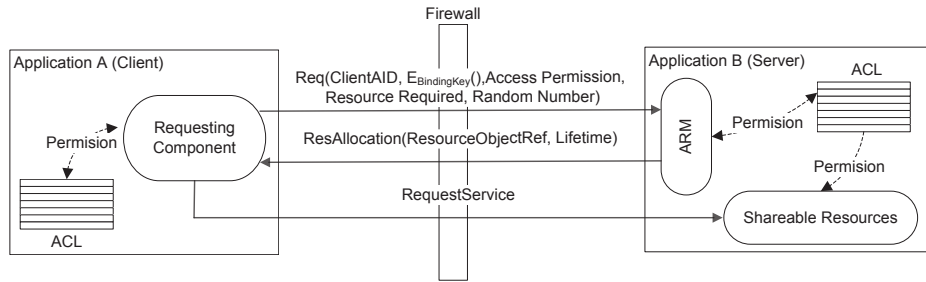 Firewall
Application A (Client)
Application B (Server)
Req(ClientAID, EBindingKey(),Access Permission,
Resource Required, Random Number)
ACL
Requesting
Component
Permision
ARM
Permision
ResAllocation(ResourceObjectRef, Lifetime)
Permision
RequestService
Shareable Resources
ACL